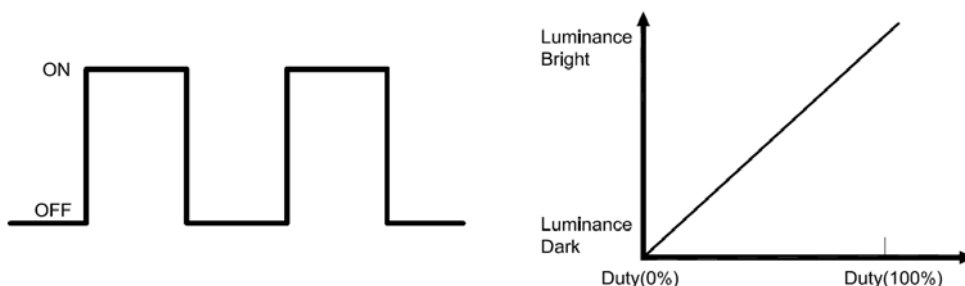 ON
OFF
Luminance
Bright
Luminance
Dark
Duty(0%)
Duty(100%)